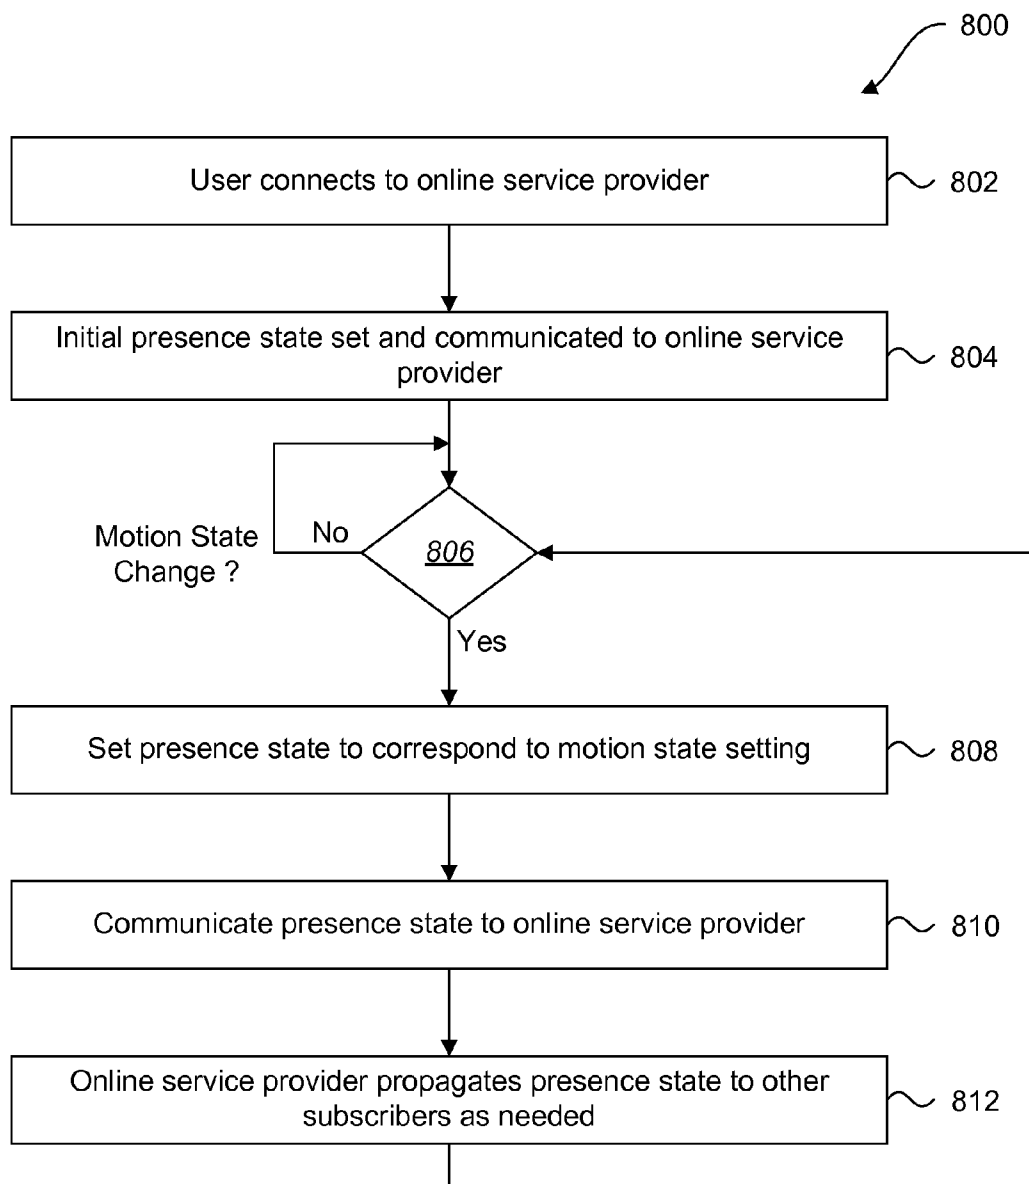 800
User connects to online service provider
802
Initial presence state set and communicated to online service
provider
804
Motion State
Change ?
No
806
Yes
Set presence state to correspond to motion state setting
808
Communicate presence state to online service provider
810
Online service provider propagates presence state to other
subscribers as needed
812